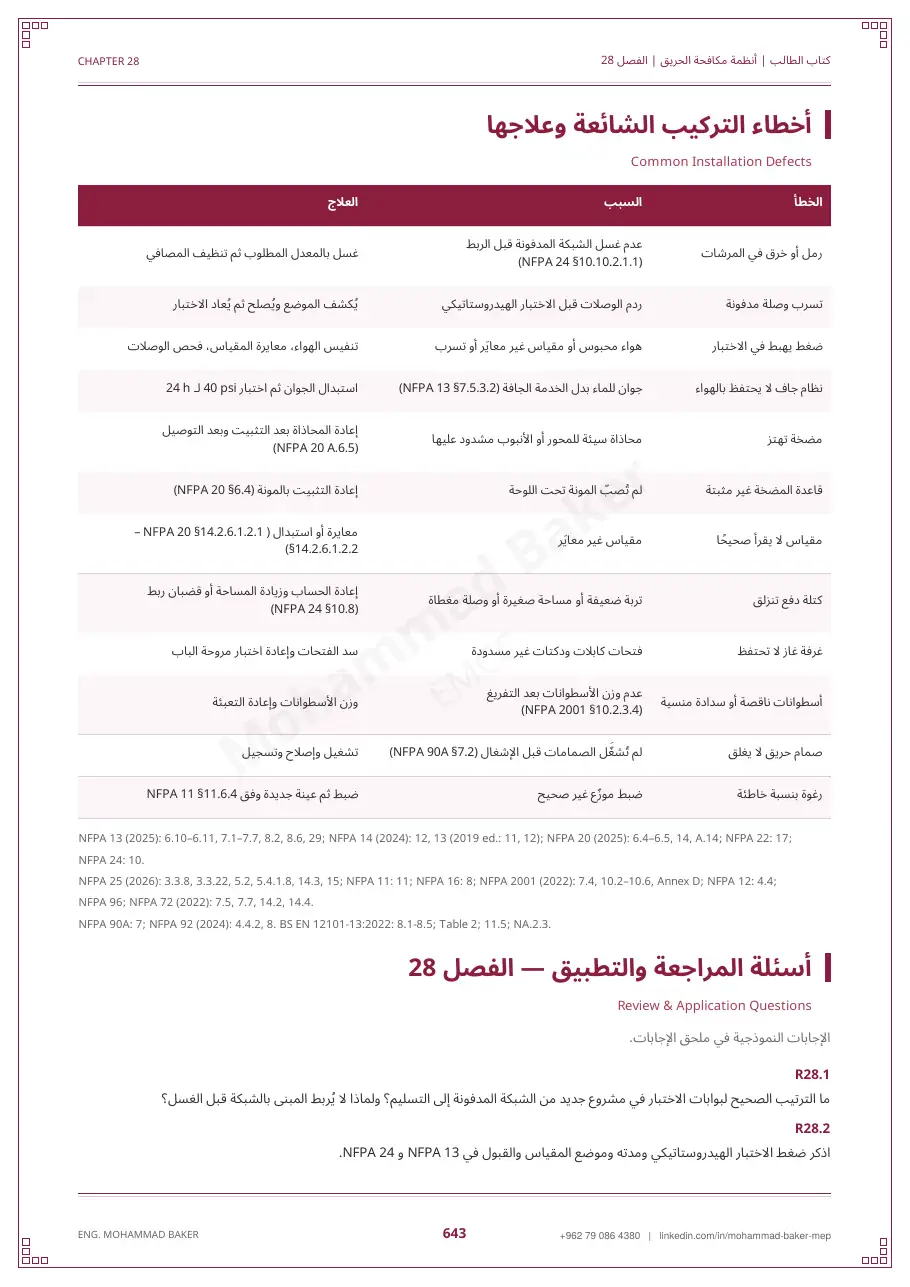 كتاب الطالب | أنظمة مكافحة الحريق | الفصل 28
CHAPTER 28
أخطاء التركيب الشائعة وعلاجها
Common Installation Defects
الخطأ السبب العلاج
رمل أو خرق في المرشات
عدم غسل الشبكة المدفونة قبل الربط
(NFPA 24 §10.10.2.1.1)
غسل بالمعدل المطلوب ثم تنظيف المصافي
تسرب وصلة مدفونة
ردم الوصلات قبل الاختبار الهيدروستاتيكي
يُكشف الموضع ويُصلح ثم يُعاد الاختبار
ضغط يهبط في الاختبار
هواء محبوس أو مقياس غير معايَر أو تسرب
تنفيس الهواء، معايرة المقياس، فحص الوصلات
نظام جاف لا يحتفظ بالهواء
جوان للماء بدل الخدمة الجافة (NFPA 13 §7.5.3.2)
استبدال الجوان ثم اختبار 40 psi لـ 24 h
مضخة تهتز
محاذاة سيئة للمحور أو الأنبوب مشدود عليها
إعادة المحاذاة بعد التثبيت وبعد التوصيل
(NFPA 20 A.6.5)
قاعدة المضخة غير مثبتة
لم تُصبّ المونة تحت اللوحة
إعادة التثبيت بالمونة (NFPA 20 §6.4)
مقياس لا يقرأ صحيحًا
مقياس غير معايَر
معايرة أو استبدال ( NFPA 20 §14.2.6.1.2.1 –
§14.2.6.1.2.2)
كتلة دفع تنزلق
تربة ضعيفة أو مساحة صغيرة أو وصلة مغطاة
إعادة الحساب وزيادة المساحة أو قضبان ربط
(NFPA 24 §10.8)
غرفة غاز لا تحتفظ
فتحات كابلات ودكتات غير مسدودة
سد الفتحات وإعادة اختبار مروحة الباب
أسطوانات ناقصة أو سدادة منسية
عدم وزن الأسطوانات بعد التفريغ
(NFPA 2001 §10.2.3.4)
وزن الأسطوانات وإعادة التعبئة
صمام حريق لا يغلق
لم تُشغَّل الصمامات قبل الإشغال (NFPA 90A §7.2)
تشغيل وإصلاح وتسجيل
رغوة بنسبة خاطئة
ضبط موزّع غير صحيح
ضبط ثم عينة جديدة وفق NFPA 11 §11.6.4
NFPA 13 (2025): 6.10–6.11, 7.1–7.7, 8.2, 8.6, 29; NFPA 14 (2024): 12, 13 (2019 ed.: 11, 12); NFPA 20 (2025): 6.4–6.5, 14, A.14; NFPA 22: 17;
NFPA 24: 10.
NFPA 25 (2026): 3.3.8, 3.3.22, 5.2, 5.4.1.8, 14.3, 15; NFPA 11: 11; NFPA 16: 8; NFPA 2001 (2022): 7.4, 10.2–10.6, Annex D; NFPA 12: 4.4;
NFPA 96; NFPA 72 (2022): 7.5, 7.7, 14.2, 14.4.
NFPA 90A: 7; NFPA 92 (2024): 4.4.2, 8. BS EN 12101-13:2022: 8.1-8.5; Table 2; 11.5; NA.2.3.
أسئلة المراجعة والتطبيق — الفصل 28
Review & Application Questions
الإجابات النموذجية في ملحق الإجابات.
R28.1
ما الترتيب الصحيح لبوابات الاختبار في مشروع جديد من الشبكة المدفونة إلى التسليم؟ ولماذا لا يُربط المبنى بالشبكة قبل الغسل؟
R28.2
اذكر ضغط الاختبار الهيدروستاتيكي ومدته وموضع المقياس والقبول في NFPA 13 و NFPA 24.
ENG. MOHAMMAD BAKER
643
+962 79 086 4380 | linkedin.com/in/mohammad-baker-mep
Mohammad Baker